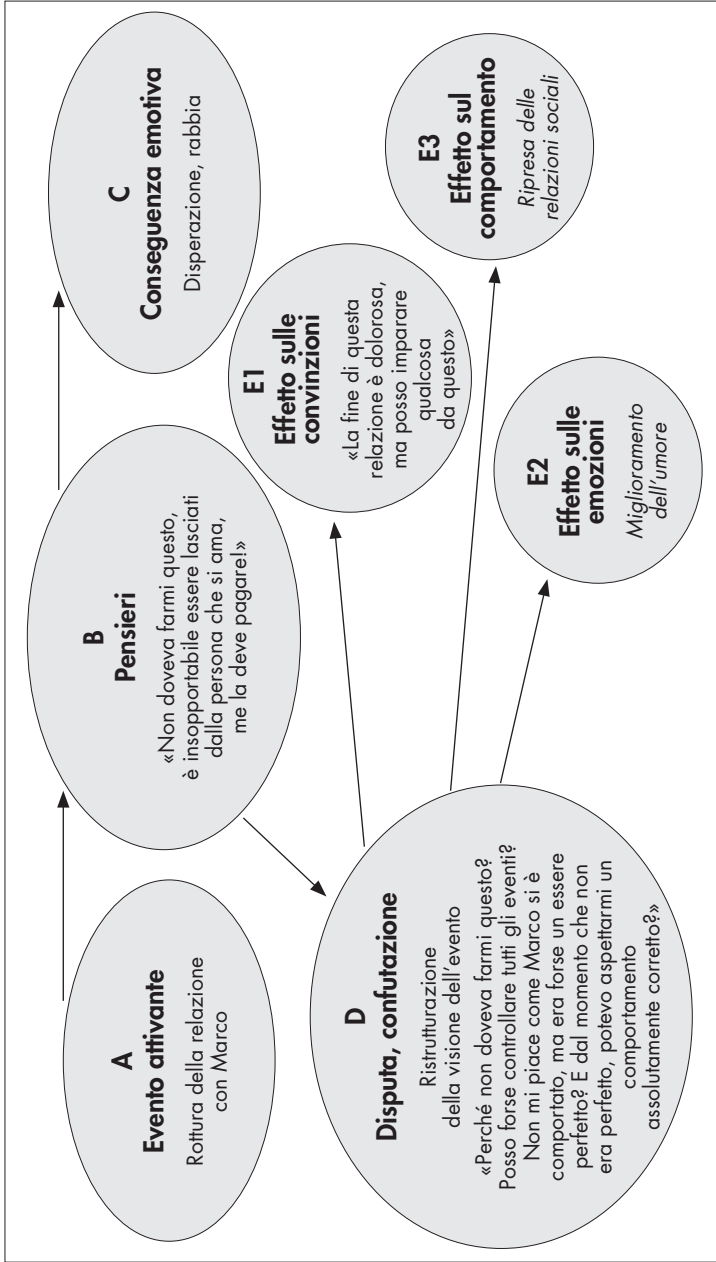 A
Evento attivante
Rottura della relazione
con Marco
B
Pensieri
«Non doveva farmi questo,
è insopportabile essere lasciati
dalla persona che si ama,
me la deve pagare!»
C
Conseguenza emotiva
Disperazione, rabbia
D
Disputa, confutazione
Ristrutturazione
della visione dell'evento
«Perché non doveva farmi questo?
Posso forse controllare tutti gli eventi?
Non mi piace come Marco si è
comportato, ma era forse un essere
perfetto? E dal momento che non
era perfetto, potevo aspettarmi un
comportamento
assolutamente corretto?»
E1
Effetto sulle
convinzioni
«La fine di questa
relazione è dolorosa,
ma posso imparare
qualcosa
da questo»
E2
Effetto sulle
emozioni
Miglioramento
dell'umore
E3
Effetto sul
comportamento
Ripresa delle
relazioni sociali